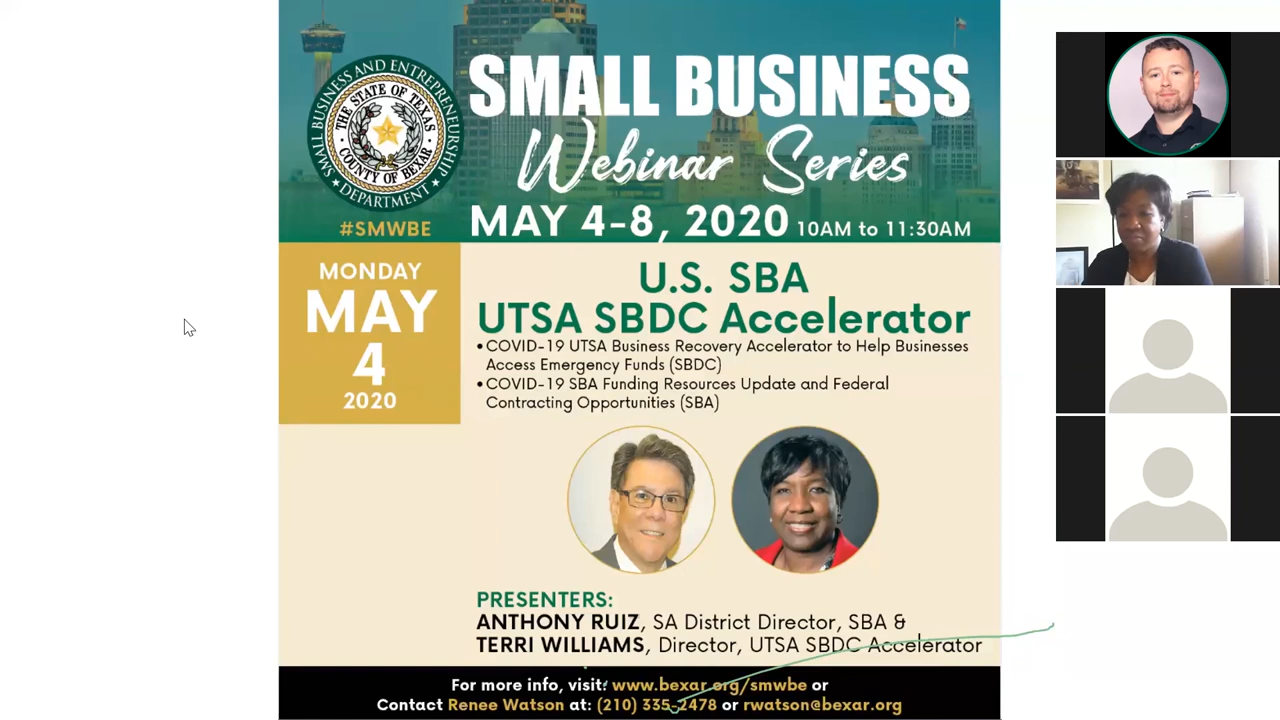 SMALL BUSINESS AND ENTREPRENEURSHIP
DEPARTMENT
THE STATE OF TEXAS
COUNTY OF BEXAR
SMALL BUSINESS
Webinar Series
#SMWBE
MAY 4-8, 2020 10AM to 11:30AM
MONDAY
MAY
4
2020
U.S. SBA
UTSA SBDC Accelerator
•COVID-19 UTSA Business Recovery Accelerator to Help Businesses
Access Emergency Funds (SBDC)
•COVID-19 SBA Funding Resources Update and Federal
Contracting Opportunities (SBA)
PRESENTERS:
ANTHONY RUIZ, SA District Director, SBA &
TERRI WILLIAMS, Director, UTSA SBDC Accelerator
For more info, visit: www.bexar.org/smwbe or
Contact Renee Watson at: (210) 335-2478 or rwatson@bexar.org